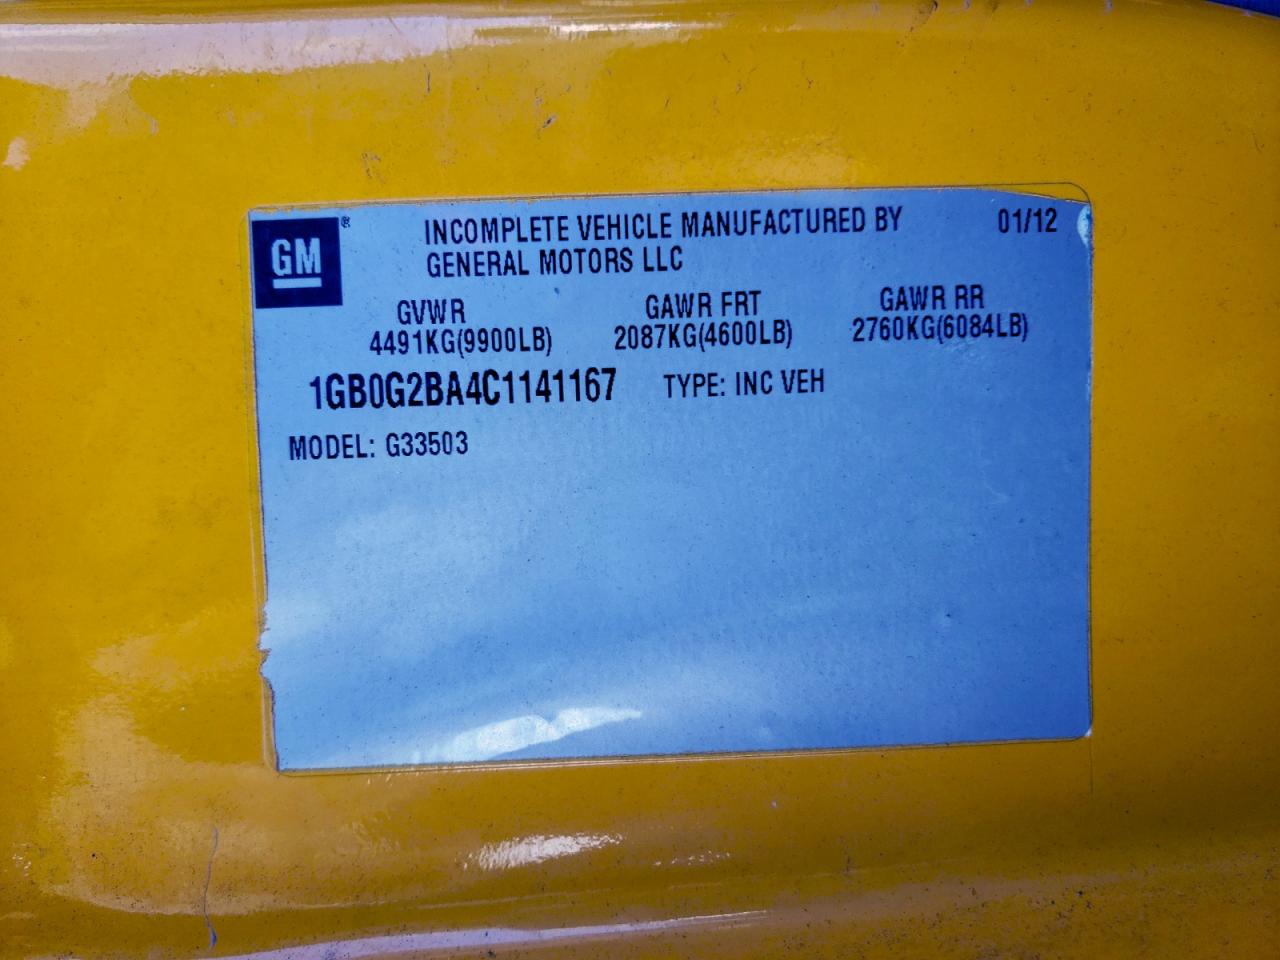 GM ®
INCOMPLETE VEHICLE MANUFACTURED BY 01/12
GENERAL MOTORS LLC
GVWR GAWR FRT GAWR RR
4491KG(9900LB) 2087KG(4600LB) 2760KG(6084LB)
1GB0G2BA4C1141167 TYPE: INC VEH
MODEL: G33503